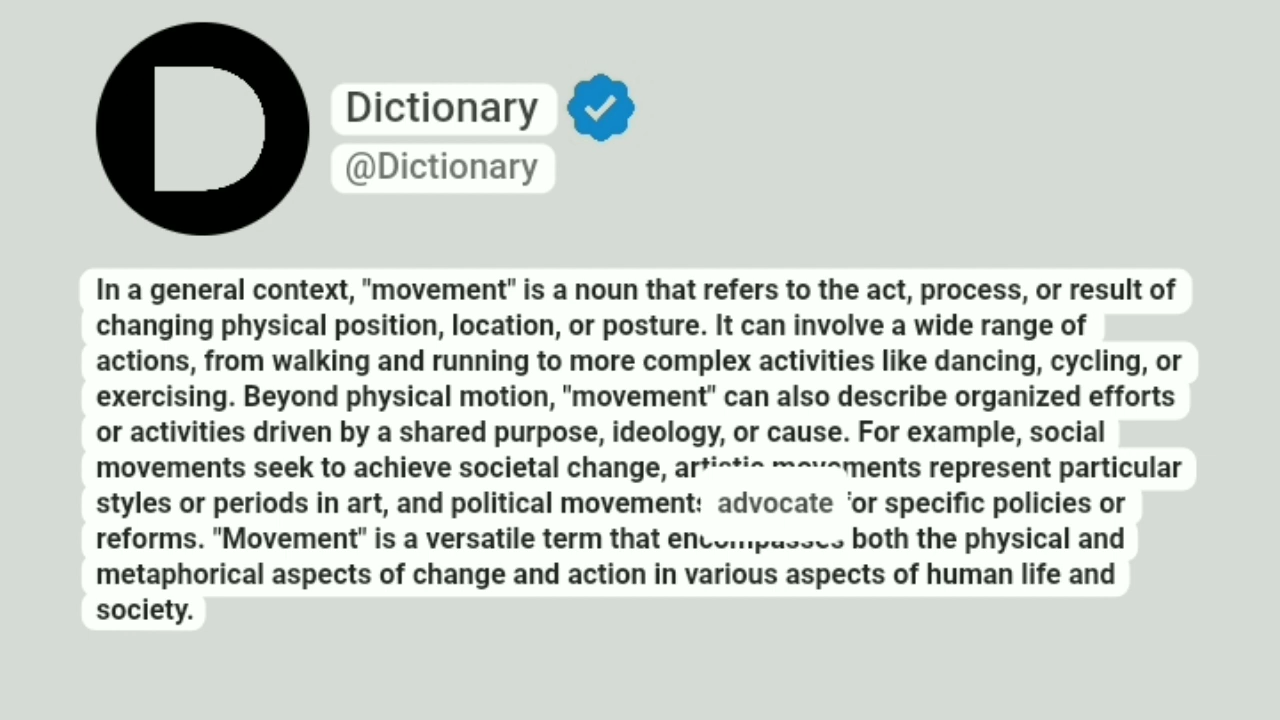 D
Dictionary
@Dictionary
In a general context, "movement" is a noun that refers to the act, process, or result of
changing physical position, location, or posture. It can involve a wide range of
actions, from walking and running to more complex activities like dancing, cycling, or
exercising. Beyond physical motion, "movement" can also describe organized efforts
or activities driven by a shared purpose, ideology, or cause. For example, social
movements seek to achieve societal change, artistic movements represent particular
styles or periods in art, and political movements advocate for specific policies or
reforms. "Movement" is a versatile term that encompasses both the physical and
metaphorical aspects of change and action in various aspects of human life and
society.